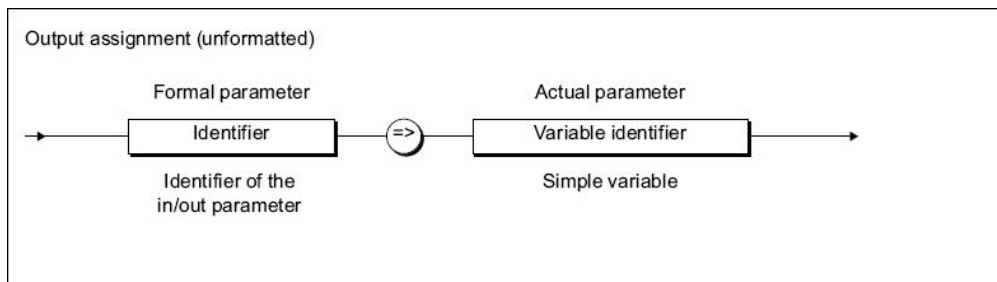 Output assignment (unformatted)
Formal parameter
Actual parameter
Identifier
=>
Variable identifier
Identifier of the
in/out parameter
Simple variable